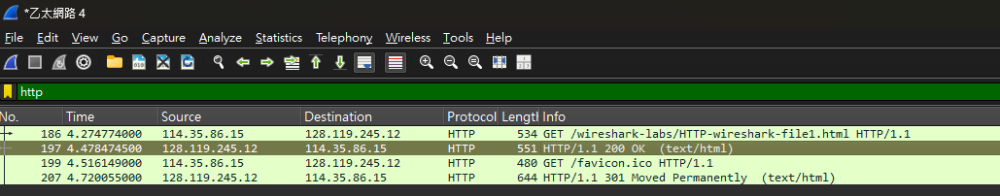 *乙太網路 4
File Edit View Go Capture Analyze Statistics Telephony Wireless Tools Help
http
No. Time Source Destination Protocol Lengtl Info
186 4.274774000 114.35.86.15 128.119.245.12 HTTP 534 GET /wireshark-labs/HTTP-wireshark-file1.html HTTP/1.1
197 4.478474500 128.119.245.12 114.35.86.15 HTTP 551 HTTP/1.1 200 OK (text/html)
199 4.516149000 114.35.86.15 128.119.245.12 HTTP 480 GET /favicon.ico HTTP/1.1
207 4.720055000 128.119.245.12 114.35.86.15 HTTP 644 HTTP/1.1 301 Moved Permanently (text/html)